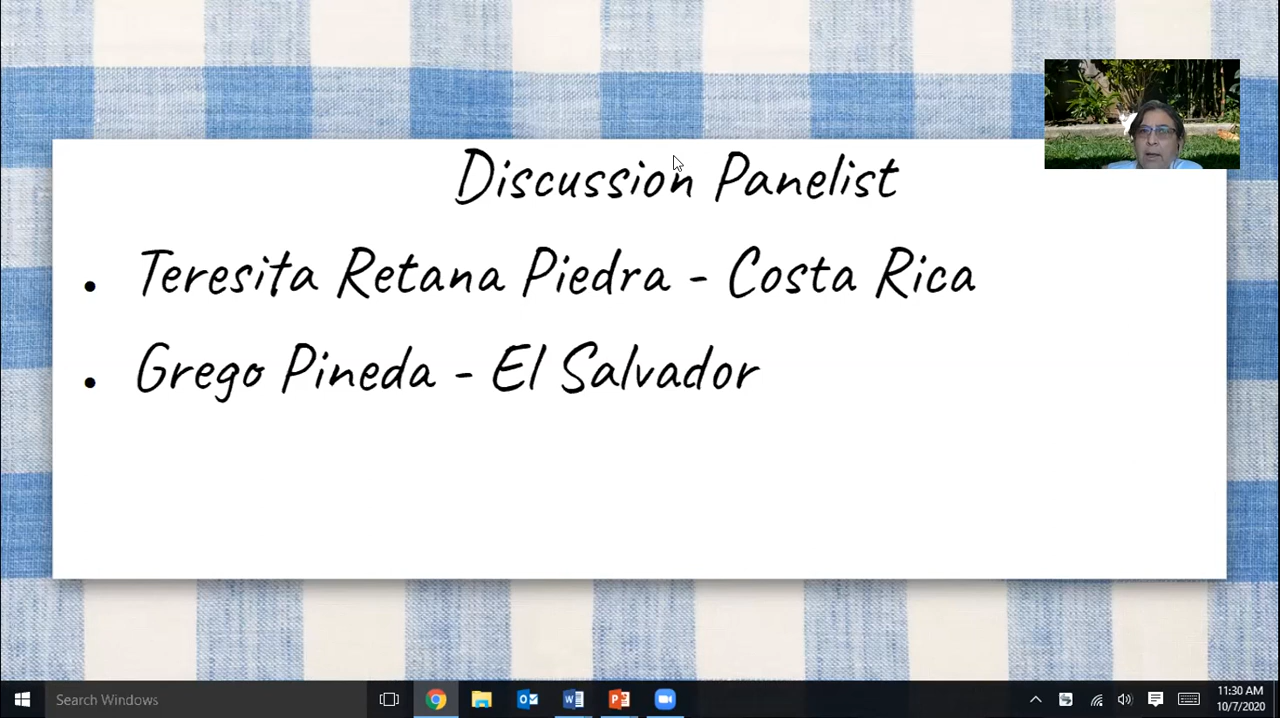 Discussion Panelist
. Teresita Retana Piedra - Costa Rica
. Grego Pineda - El Salvador
Search Windows
11:30 AM
10/7/2020